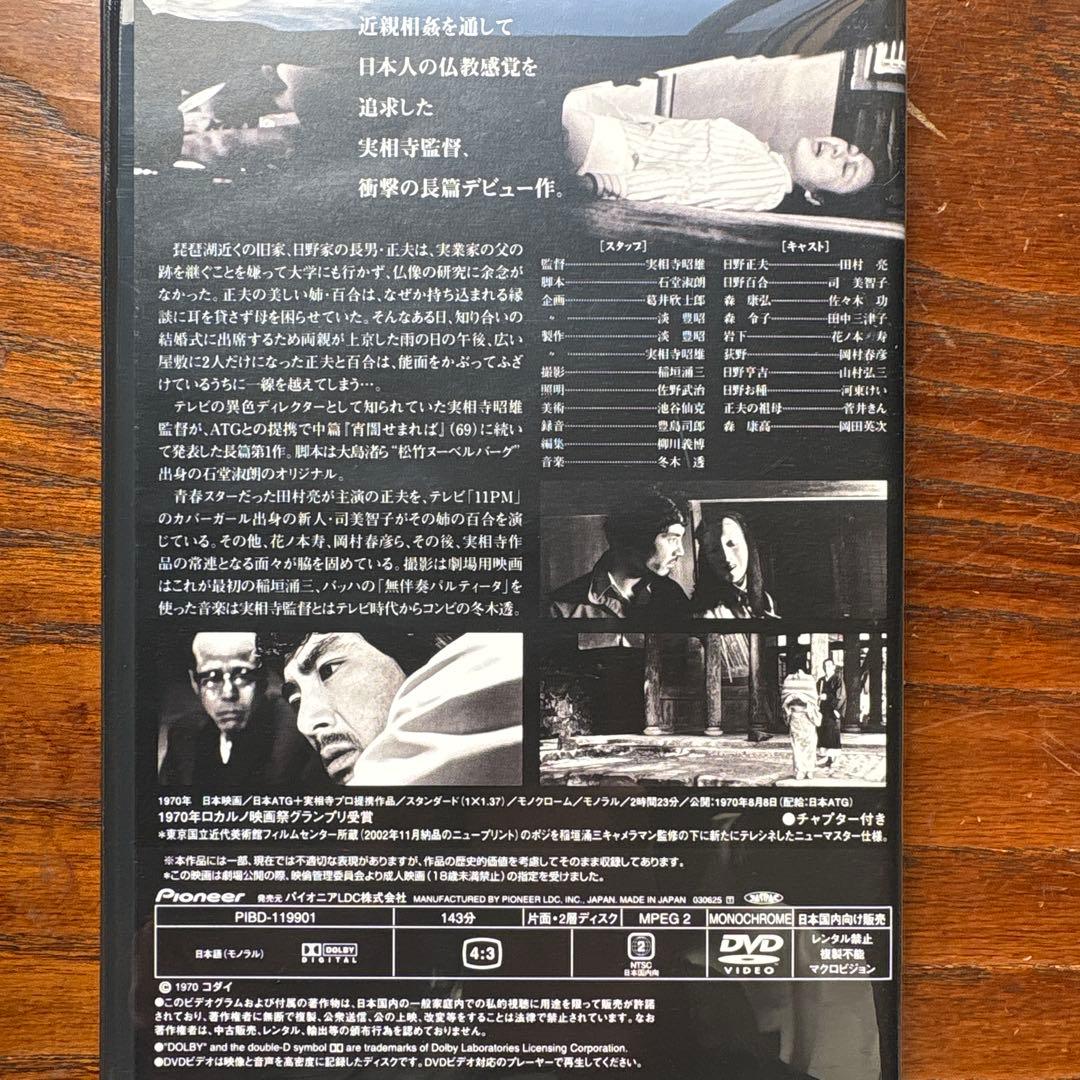 近親相姦を通して
日本人の仏教感覚を
追求した
実相寺監督、
衝撃の長篇デビュー作。
琵琶湖近くの旧家、日野家の長男・正夫は、実業家の父の
跡を継ぐことを嫌って大学にも行かず、仏像の研究に余念が
なかった。正夫の美しい姉・百合は、なぜか持ち込まれる縁
談に耳を貸さず母を困らせていた。そんなある日、知り合いの
結婚式に出席するため両親が上京した雨の日の午後、広い
屋敷に2人だけになった正夫と百合は、能面をかぶってふざ
けているうちに一線を越えてしまう…。
テレビの異色ディレクターとして知られていた実相寺昭雄
監督が、ATGとの提携で中篇『宵闇せまれば』(69)に続い
て発表した長篇第1作。脚本は大島渚ら“松竹ヌーベルバーグ”
出身の石堂淑朗のオリジナル。
青春スターだった田村亮が主演の正夫を、テレビ「11PM」
のカバーガール出身の新人・司美智子がその姉の百合を演
じている。その他、花ノ本寿、岡村春彦ら、その後、実相寺作
品の常連となる面々が脇を固めている。撮影は劇場用映画
はこれが最初の稲垣涌三、バッハの「無伴奏パルティータ」を
使った音楽は実相寺監督とはテレビ時代からコンビの冬木透。
[スタッフ]
監督 実相寺昭雄
脚本 石堂淑朗
企画 葛井欣士郎
〃 淡 豊昭
製作 淡 豊昭
〃 実相寺昭雄
撮影 稲垣涌三
照明 佐野武治
美術 池谷仙克
録音 豊島司郎
編集 柳川義博
音楽 冬木 透
[キャスト]
日野正夫 田村 亮
日野百合 司 美智子
森 康弘 佐々木 功
森 令子 田中三津子
岩下 花ノ本 寿
荻野 岡村春彦
日野亨吉 山村弘三
日野お種 河東けい
正夫の祖母 菅井きん
森 康高 岡田英次
1970年 日本映画/日本ATG+実相寺プロ提携作品/スタンダード(1×1.37)/モノクローム/モノラル/2時間23分/公開:1970年8月8日(配給:日本ATG)
1970年ロカルノ映画祭グランプリ受賞 ●チャプター付き
*東京国立近代美術館フィルムセンター所蔵(2002年11月納品のニュープリント)のポジを稲垣涌三キャメラマン監修の下に新たにテレシネしたニューマスター仕様。
※本作品には一部、現在では不適切な表現がありますが、作品の歴史的価値を考慮してそのまま収録してあります。
*この映画は劇場公開の際、映倫管理委員会より成人映画(18歳未満禁止)の指定を受けました。
Pioneer 発売元 パイオニアLDC株式会社 MANUFACTURED BY PIONEER LDC, INC., JAPAN. MADE IN JAPAN 030625 T
PIBD-119901 143分 片面・2層ディスク MPEG 2 MONOCHROME 日本国内向け販売
日本語(モノラル) DOLBY DIGITAL 4:3 2 NTSC 日本国内向 DVD VIDEO レンタル禁止
複製不能
マクロビジョン
Ⓟ © 1970 コダイ
●このビデオグラムおよび付属の著作物は、日本国内の一般家庭内での私的視聴に用途を限って販売が許諾
されており、著作権者に無断で複製、公衆送信、公の上映、改変等をすることは法律で禁止されています。なお
著作権者は、中古販売、レンタル、輸出等の頒布行為を認めておりません。
●"DOLBY" and the double-D symbol are trademarks of Dolby Laboratories Licensing Corporation.
●DVDビデオは映像と音声を高密度に記録したディスクです。DVDビデオ対応のプレーヤーで再生してください。